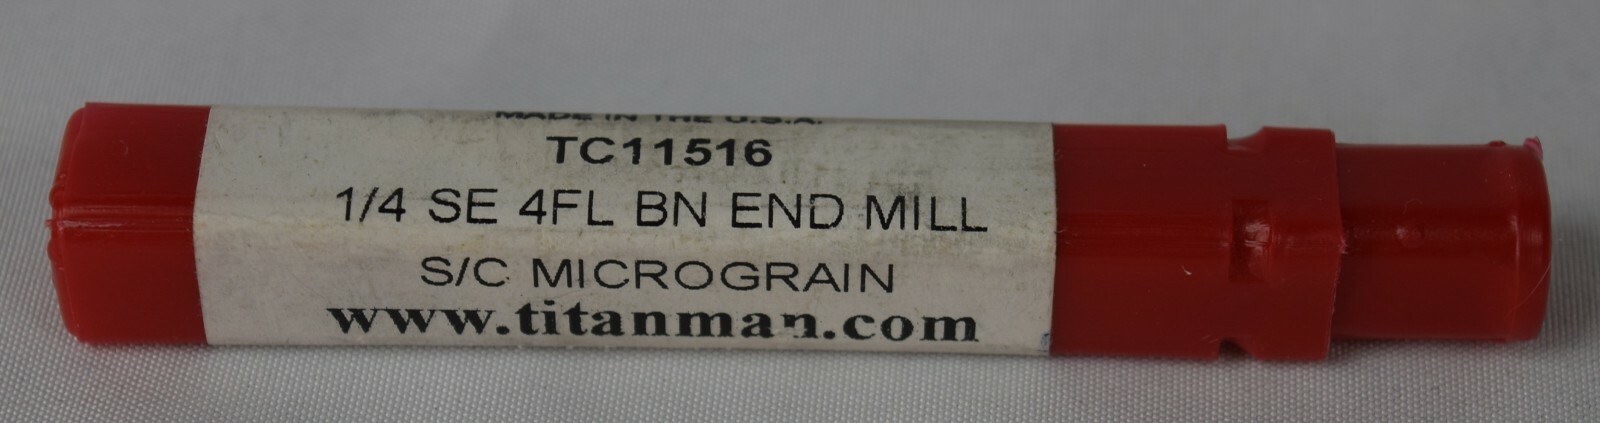 MADE IN THE U.S.A.
TC11516
1/4 SE 4FL BN END MILL
S/C MICROGRAIN
www.titanman.com